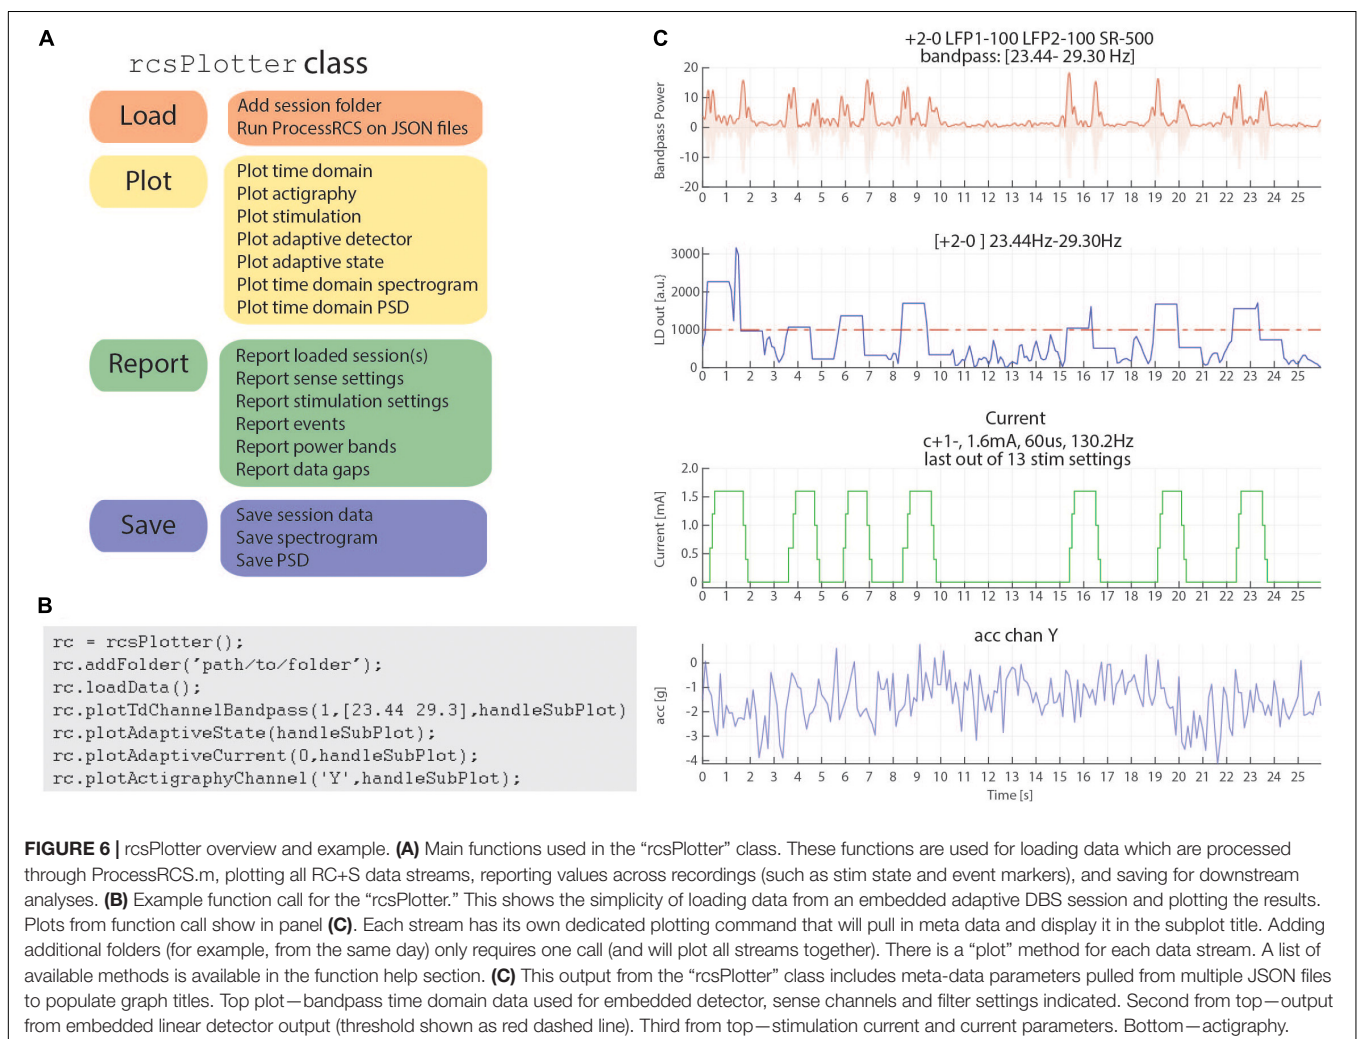 A
rcsPlotter class
Load
Add session folder
Run ProcessRCS on JSON files
Plot
Plot time domain
Plot actigraphy
Plot stimulation
Plot adaptive detector
Plot adaptive state
Plot time domain spectrogram
Plot time domain PSD
Report
Report loaded session(s)
Report sense settings
Report stimulation settings
Report events
Report power bands
Report data gaps
Save
Save session data
Save spectrogram
Save PSD
B
rc = rcsPlotter();
rc.addFolder('path/to/folder');
rc.loadData();
rc.plotTdChannelBandpass(1,[23.44 29.3],handleSubPlot)
rc.plotAdaptiveState(handleSubPlot);
rc.plotAdaptiveCurrent(0,handleSubPlot);
rc.plotActigraphyChannel('Y',handleSubPlot);
C
+2-0 LFP1-100 LFP2-100 SR-500
bandpass: [23.44- 29.30 Hz]
Bandpass Power
20
10
0
-10
-20
0 1 2 3 4 5 6 7 8 9 10 11 12 13 14 15 16 17 18 19 20 21 22 23 24 25
[+2-0 ] 23.44Hz-29.30Hz
LD out [a.u.]
3000
2000
1000
0
0 1 2 3 4 5 6 7 8 9 10 11 12 13 14 15 16 17 18 19 20 21 22 23 24 25
Current
c+1-, 1.6mA, 60us, 130.2Hz
last out of 13 stim settings
Current [mA]
2.0
1.5
1.0
0.5
0
0 1 2 3 4 5 6 7 8 9 10 11 12 13 14 15 16 17 18 19 20 21 22 23 24 25
acc chan Y
acc [g]
0
-1
-2
-3
-4
0 1 2 3 4 5 6 7 8 9 10 11 12 13 14 15 16 17 18 19 20 21 22 23 24 25
Time [s]
FIGURE 6 | rcsPlotter overview and example. (A) Main functions used in the “rcsPlotter” class. These functions are used for loading data which are processed
through ProcessRCS.m, plotting all RC+S data streams, reporting values across recordings (such as stim state and event markers), and saving for downstream
analyses. (B) Example function call for the “rcsPlotter.” This shows the simplicity of loading data from an embedded adaptive DBS session and plotting the results.
Plots from function call show in panel (C). Each stream has its own dedicated plotting command that will pull in meta data and display it in the subplot title. Adding
additional folders (for example, from the same day) only requires one call (and will plot all streams together). There is a “plot” method for each data stream. A list of
available methods is available in the function help section. (C) This output from the “rcsPlotter” class includes meta-data parameters pulled from multiple JSON files
to populate graph titles. Top plot—bandpass time domain data used for embedded detector, sense channels and filter settings indicated. Second from top—output
from embedded linear detector output (threshold shown as red dashed line). Third from top—stimulation current and current parameters. Bottom—actigraphy.